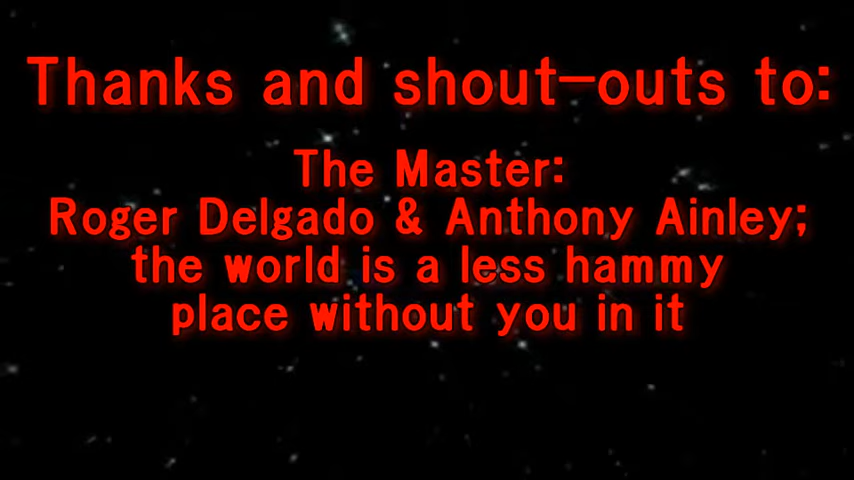 Thanks and shout-outs to:
The Master:
Roger Delgado & Anthony Ainley;
the world is a less hammy
place without you in it